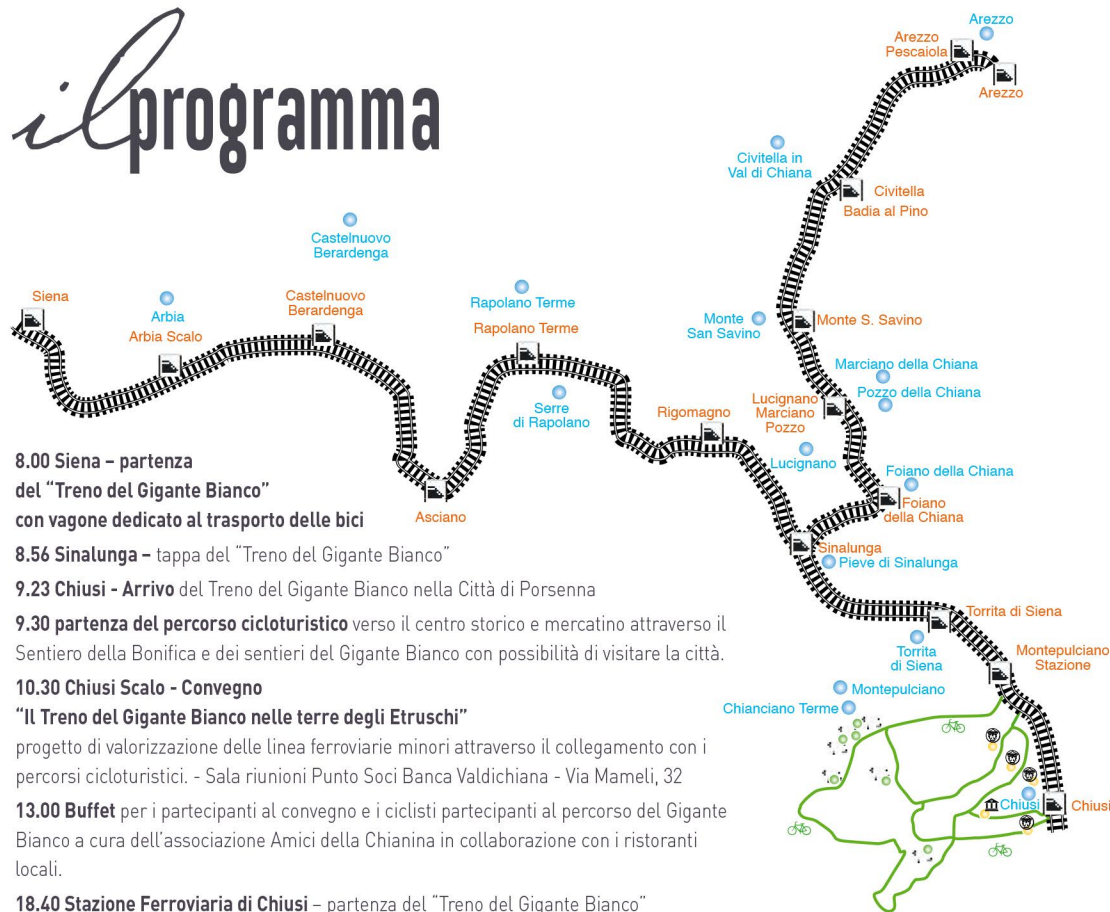 il programma
Arezzo
Arezzo
Pescaiola
Arezzo
Civitella in
Val di Chiana
Civitella
Badia al Pino
Castelnuovo
Berardenga
Siena
Arbia
Arbia Scalo
Castelnuovo
Berardenga
Rapolano Terme
Rapolano Terme
Monte
San Savino
Monte S. Savino
Marciano della Chiana
Pozzo della Chiana
Serre
di Rapolano
Rigomagno
Lucignano
Marciano
Pozzo
Lucignano
Foiano della Chiana
Foiano
della Chiana
Asciano
Sinalunga
Pieve di Sinalunga
Torrita di Siena
Torrita
di Siena
Montepulciano
Stazione
Montepulciano
Chianciano Terme
Chiusi
Chiusi
8.00 Siena – partenza
del “Treno del Gigante Bianco”
con vagone dedicato al trasporto delle bici
8.56 Sinalunga – tappa del “Treno del Gigante Bianco”
9.23 Chiusi - Arrivo del Treno del Gigante Bianco nella Città di Porsenna
9.30 partenza del percorso cicloturistico verso il centro storico e mercatino attraverso il
Sentiero della Bonifica e dei sentieri del Gigante Bianco con possibilità di visitare la città.
10.30 Chiusi Scalo - Convegno
“Il Treno del Gigante Bianco nelle terre degli Etruschi”
progetto di valorizzazione delle linea ferroviarie minori attraverso il collegamento con i
percorsi cicloturistici. - Sala riunioni Punto Soci Banca Valdichiana - Via Mameli, 32
13.00 Buffet per i partecipanti al convegno e i ciclisti partecipanti al percorso del Gigante
Bianco a cura dell’associazione Amici della Chianina in collaborazione con i ristoranti
locali.
18.40 Stazione Ferroviaria di Chiusi – partenza del “Treno del Gigante Bianco”